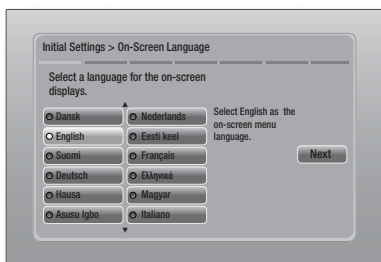 Initial Settings > On-Screen Language
Select a language for the on-screen
displays.
Dansk
English
Suomi
Deutsch
Hausa
Asusu Igbo
Nederlands
Eesti keel
Français
Ελληνικά
Magyar
Italiano
Select English as the
on-screen menu
language.
Next